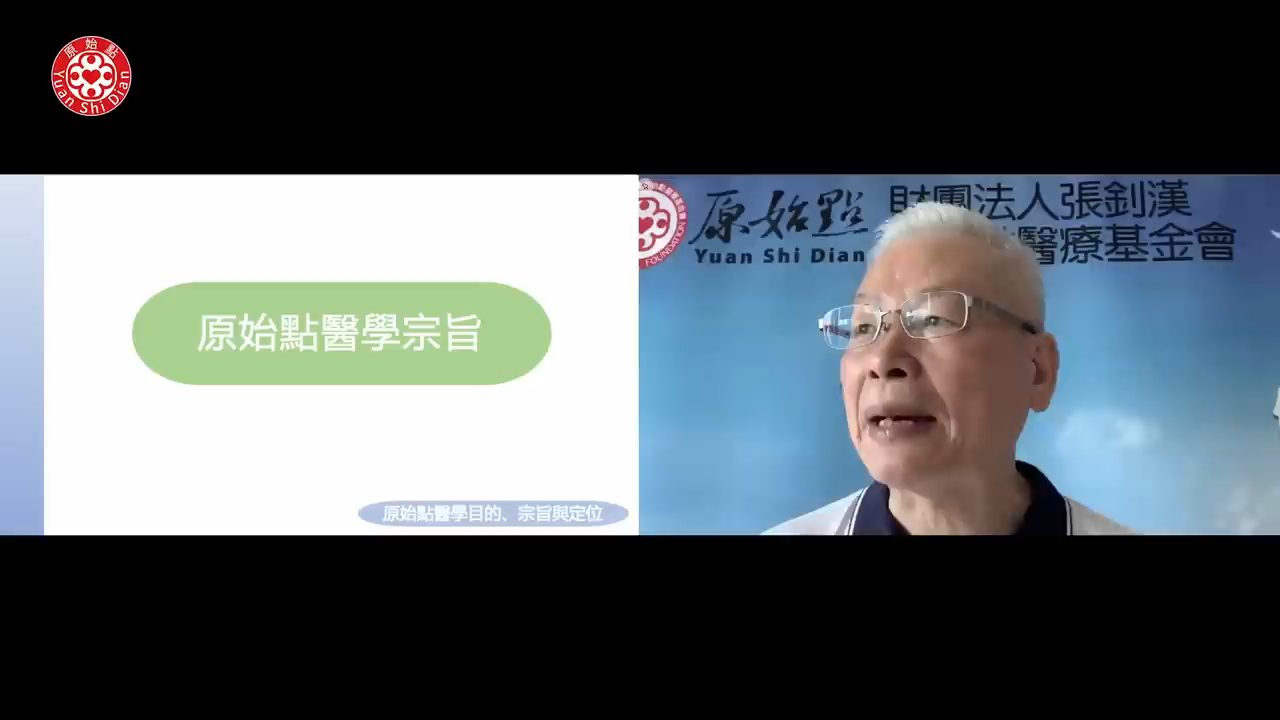 原始點
Yuan Shi Dian
原始點醫學宗旨
原始點醫學目的、宗旨與定位
FOUNDATION
原始點
Yuan Shi Dian
財團法人張釗漢
醫療基金會